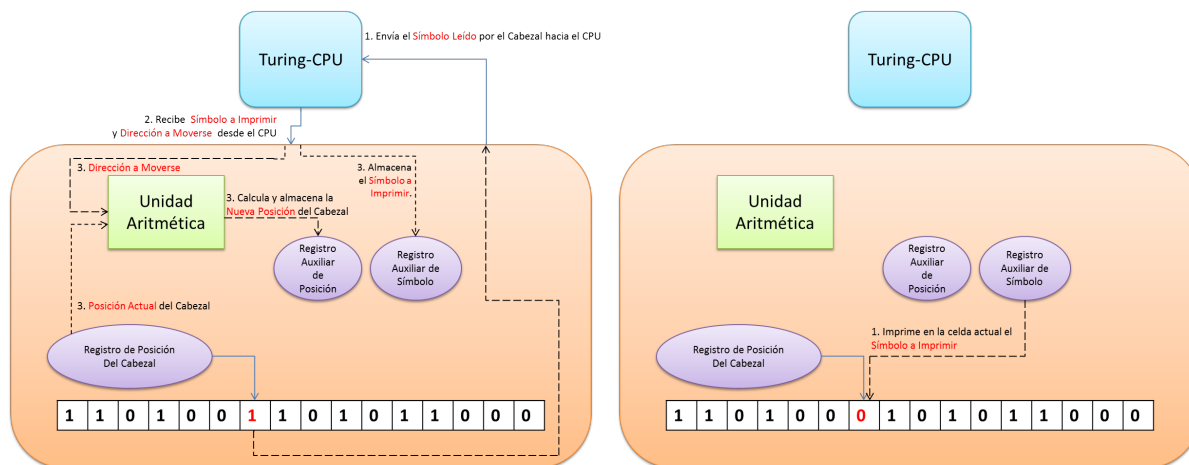 Turing-CPU
1. Envía el Símbolo Leído por el Cabezal hacia el CPU
2. Recibe Símbolo a Imprimir
y Dirección a Moverse desde el CPU
3. Dirección a Moverse
3. Almacena
el Símbolo a
Imprimir.
Unidad
Aritmética
3. Calcula y almacena la
Nueva Posición del Cabezal
Registro
Auxiliar
de
Posición
Registro
Auxiliar de
Símbolo
3. Posición Actual del Cabezal
Registro de Posición
Del Cabezal
1 1 0 1 0 0 1 1 0 1 0 1 1 0 0 0
Turing-CPU
Unidad
Aritmética
Registro
Auxiliar
de
Posición
Registro
Auxiliar de
Símbolo
1. Imprime en la celda actual el
Símbolo a Imprimir
Registro de Posición
Del Cabezal
1 1 0 1 0 0 0 1 0 1 0 1 1 0 0 0